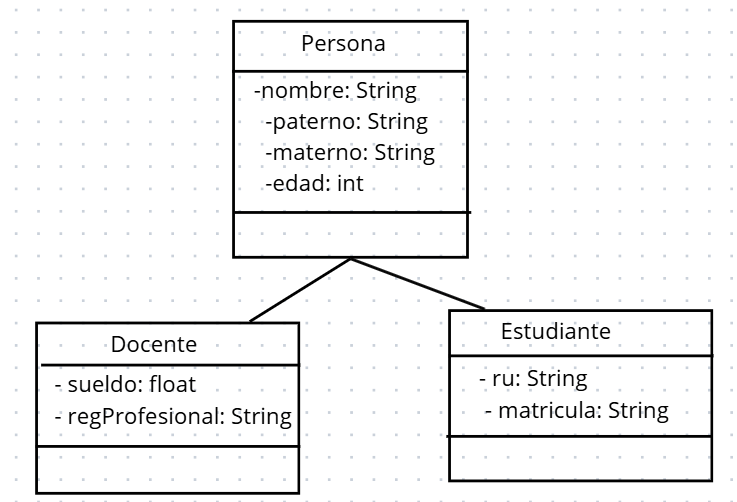 Persona
-nombre: String
-paterno: String
-materno: String
-edad: int
Docente
- sueldo: float
- regProfesional: String
Estudiante
- ru: String
- matricula: String